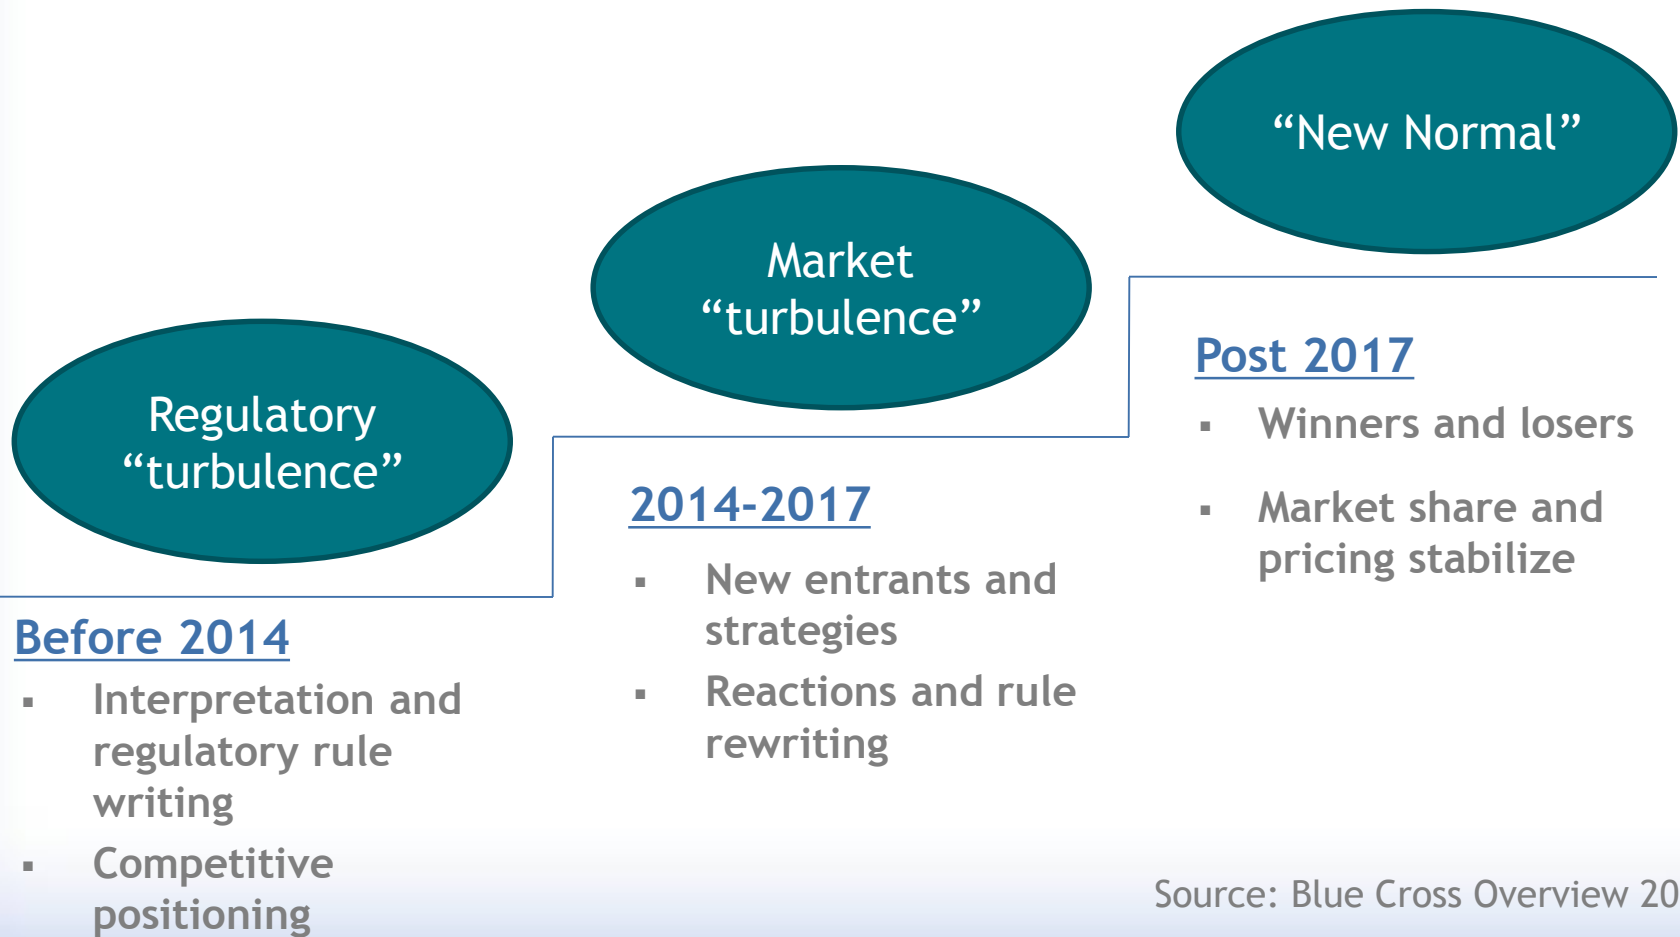 Regulatory
“turbulence”
Before 2014
▪ Interpretation and
regulatory rule
writing
▪ Competitive
positioning
Market
“turbulence”
2014-2017
▪ New entrants and
strategies
▪ Reactions and rule
rewriting
“New Normal”
Post 2017
▪ Winners and losers
▪ Market share and
pricing stabilize
Source: Blue Cross Overview 20